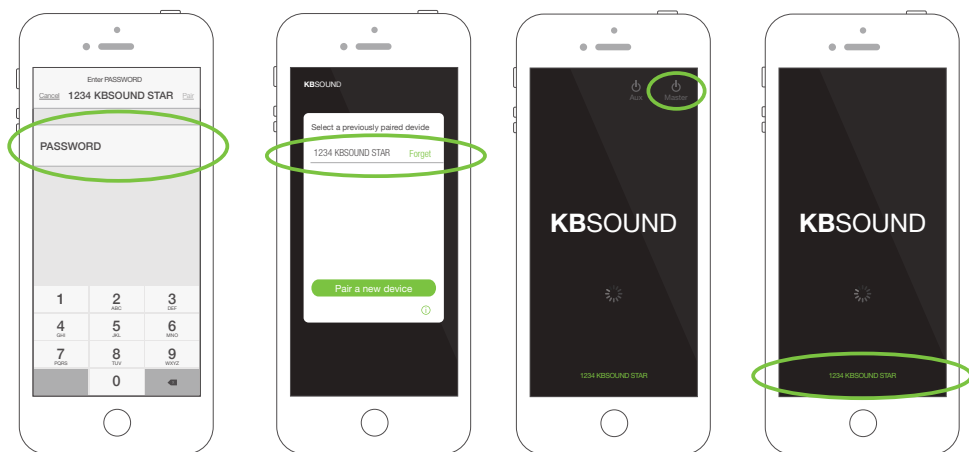 Enter PASSWORD
Cancel 1234 KBSOUND STAR Pair
PASSWORD
1 2 3
ABC DEF
4 5 6
GHI JKL MNO
7 8 9
PQRS TUV WXYZ
0
KBSOUND
Select a previously paired devide
1234 KBSOUND STAR Forget
Pair a new device
i
Aux Master
KBSOUND
1234 KBSOUND STAR
KBSOUND
1234 KBSOUND STAR